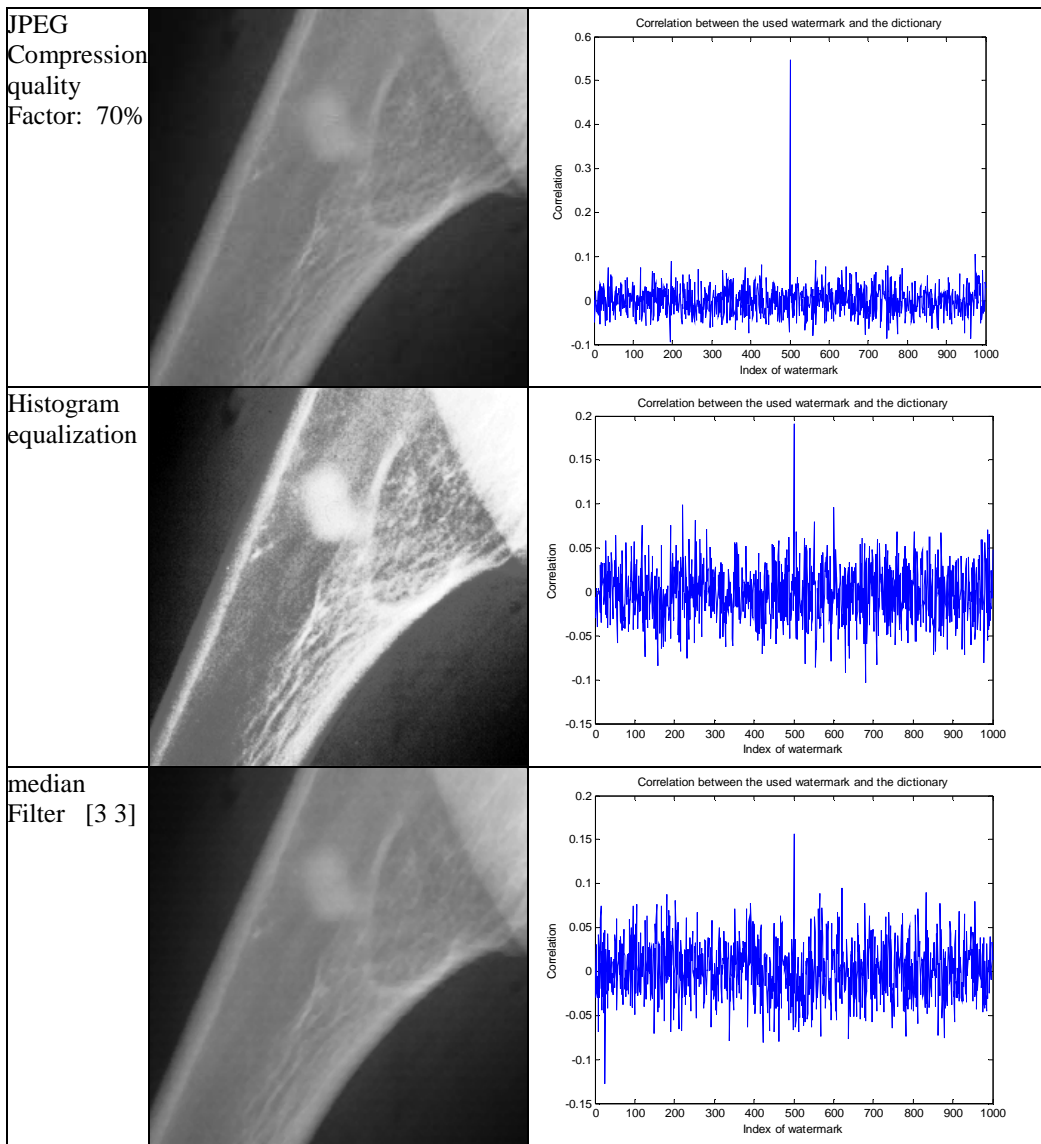 JPEG
Compression
quality
Factor: 70%
Correlation between the used watermark and the dictionary
Correlation
0.6
0.5
0.4
0.3
0.2
0.1
0
-0.1
0 100 200 300 400 500 600 700 800 900 1000
Index of watermark
Histogram
equalization
Correlation between the used watermark and the dictionary
Correlation
0.2
0.15
0.1
0.05
0
-0.05
-0.1
-0.15
0 100 200 300 400 500 600 700 800 900 1000
Index of watermark
median
Filter [3 3]
Correlation between the used watermark and the dictionary
Correlation
0.2
0.15
0.1
0.05
0
-0.05
-0.1
-0.15
0 100 200 300 400 500 600 700 800 900 1000
Index of watermark